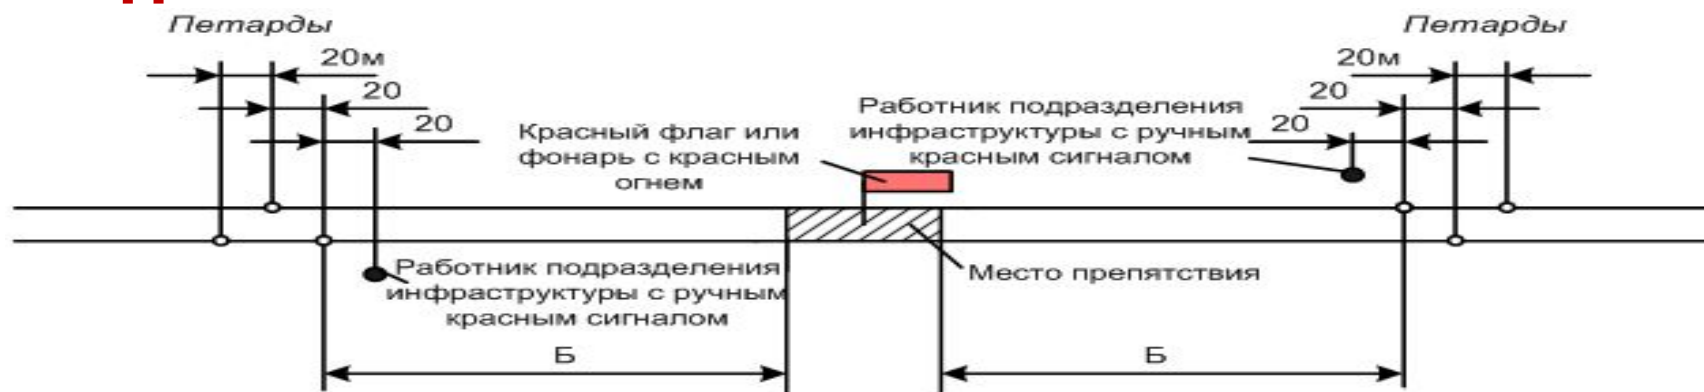 Петарды
Петарды
20м
20м
20
20
20
20
Красный флаг или
фонарь с красным
огнем
Работник подразделения
инфраструктуры с ручным
красным сигналом
Работник подразделения
инфраструктуры с ручным
красным сигналом
Место препятствия
Б
Б